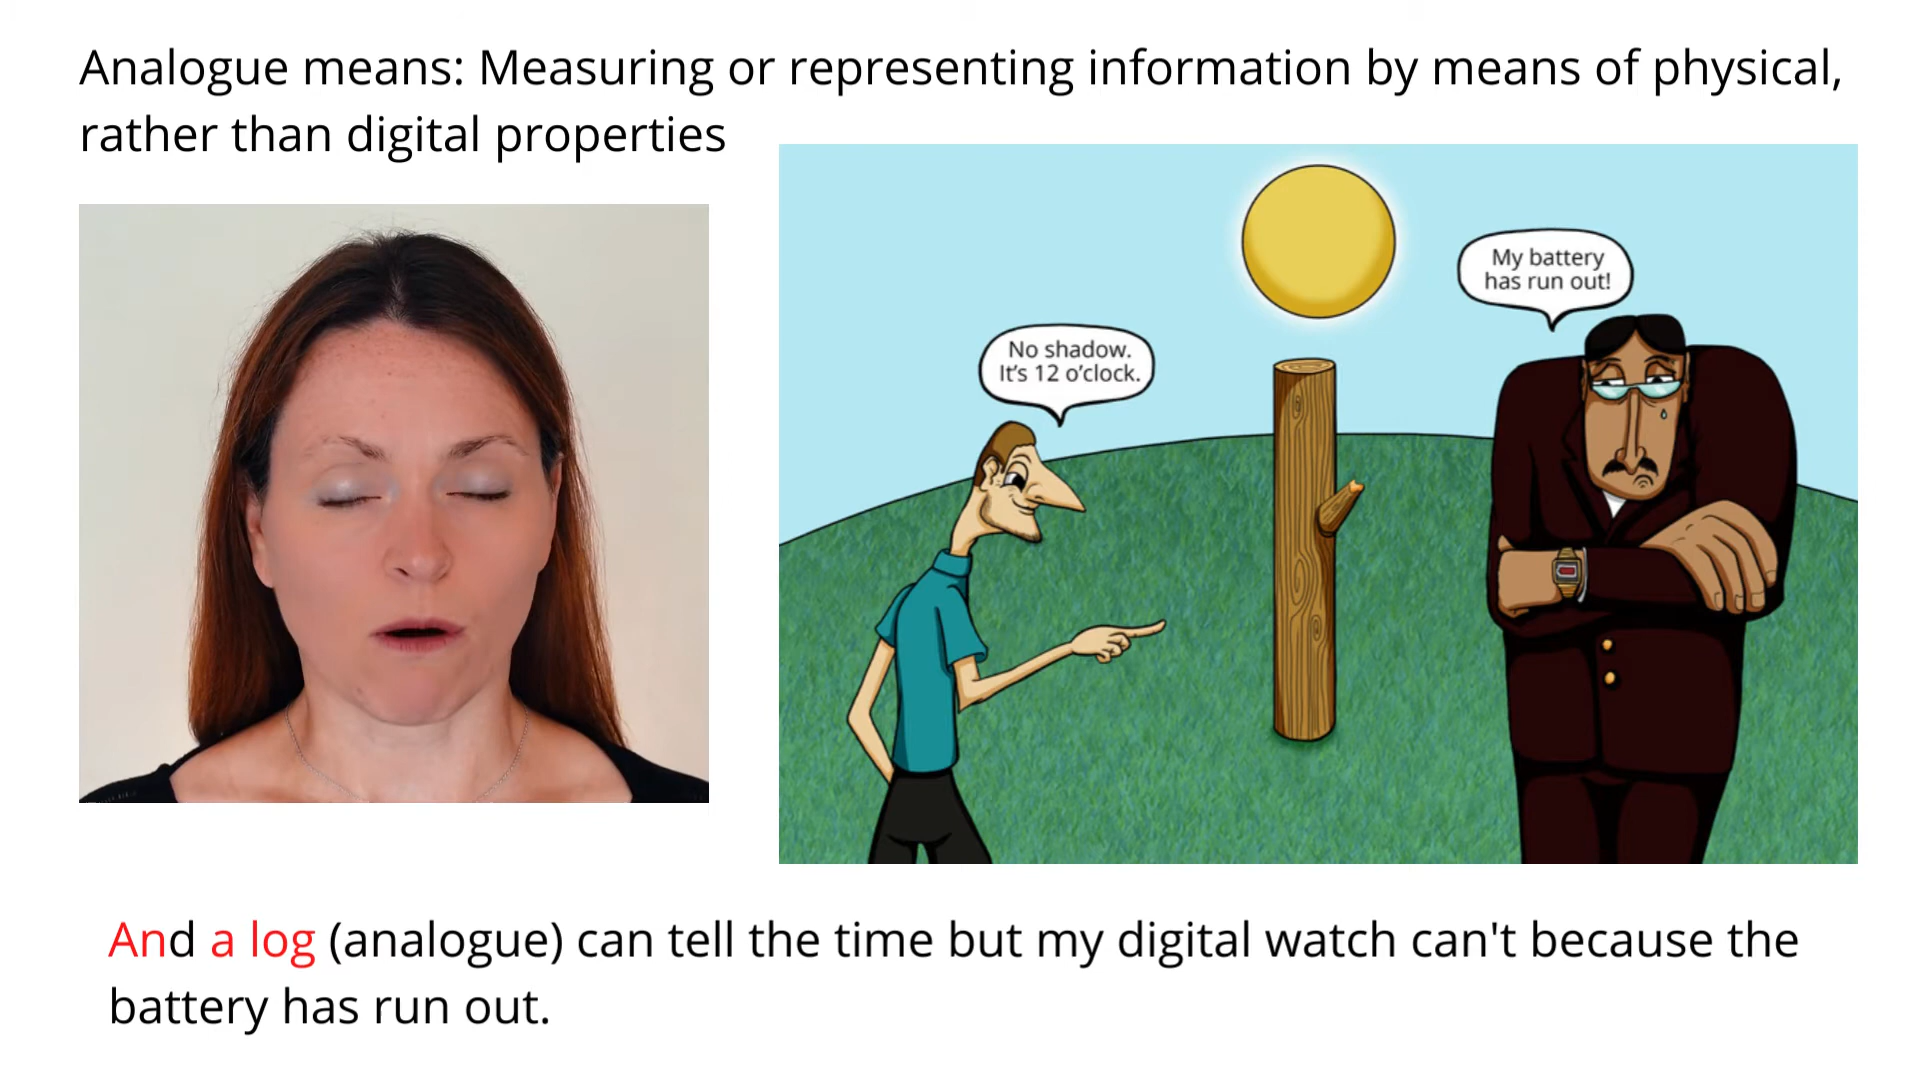 Analogue means: Measuring or representing information by means of physical,
rather than digital properties
My battery
has run out!
No shadow.
It's 12 o'clock.
And a log (analogue) can tell the time but my digital watch can't because the
battery has run out.